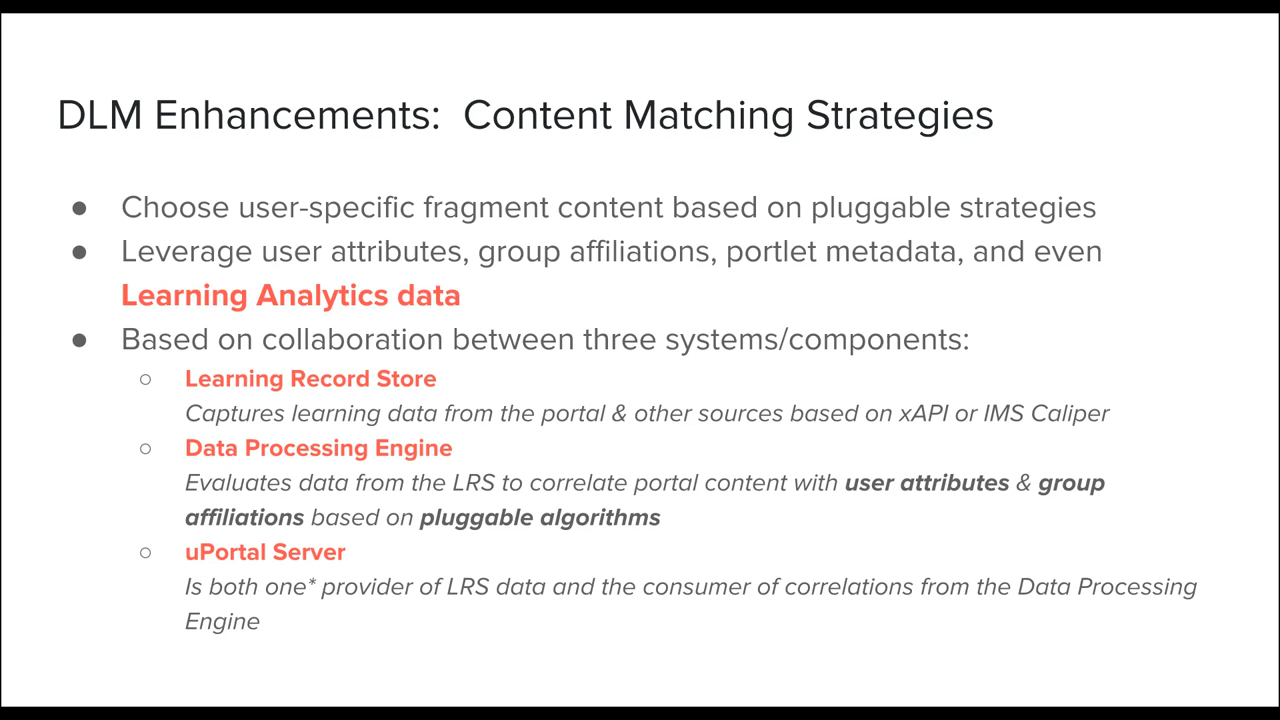 DLM Enhancements: Content Matching Strategies
● Choose user-specific fragment content based on pluggable strategies
● Leverage user attributes, group affiliations, portlet metadata, and even
Learning Analytics data
● Based on collaboration between three systems/components:
○ Learning Record Store
Captures learning data from the portal & other sources based on xAPI or IMS Caliper
○ Data Processing Engine
Evaluates data from the LRS to correlate portal content with user attributes & group
affiliations based on pluggable algorithms
○ uPortal Server
Is both one* provider of LRS data and the consumer of correlations from the Data Processing
Engine